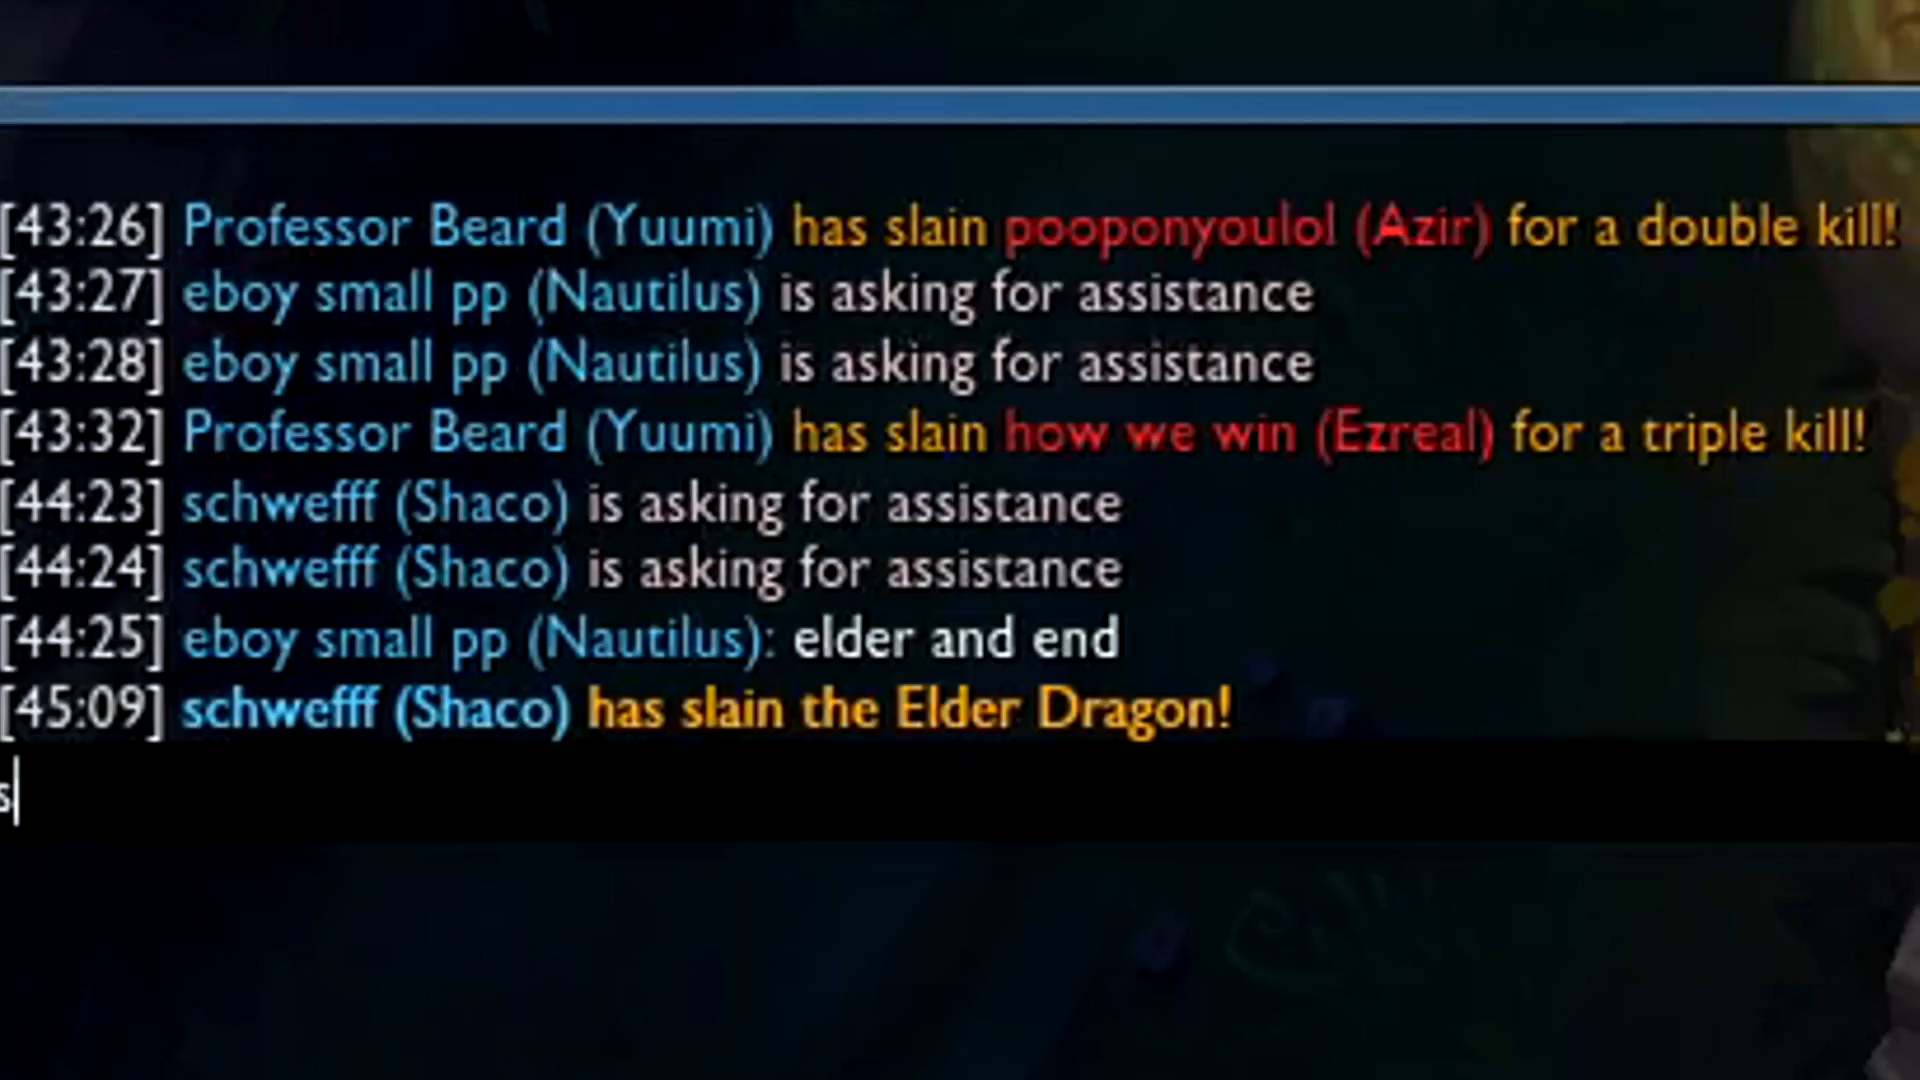 [43:26] Professor Beard (Yuumi) has slain pooponyoulol (Azir) for a double kill!
[43:27] eboy small pp (Nautilus) is asking for assistance
[43:28] eboy small pp (Nautilus) is asking for assistance
[43:32] Professor Beard (Yuumi) has slain how we win (Ezreal) for a triple kill!
[44:23] schwefff (Shaco) is asking for assistance
[44:24] schwefff (Shaco) is asking for assistance
[44:25] eboy small pp (Nautilus): elder and end
[45:09] schwefff (Shaco) has slain the Elder Dragon!
s